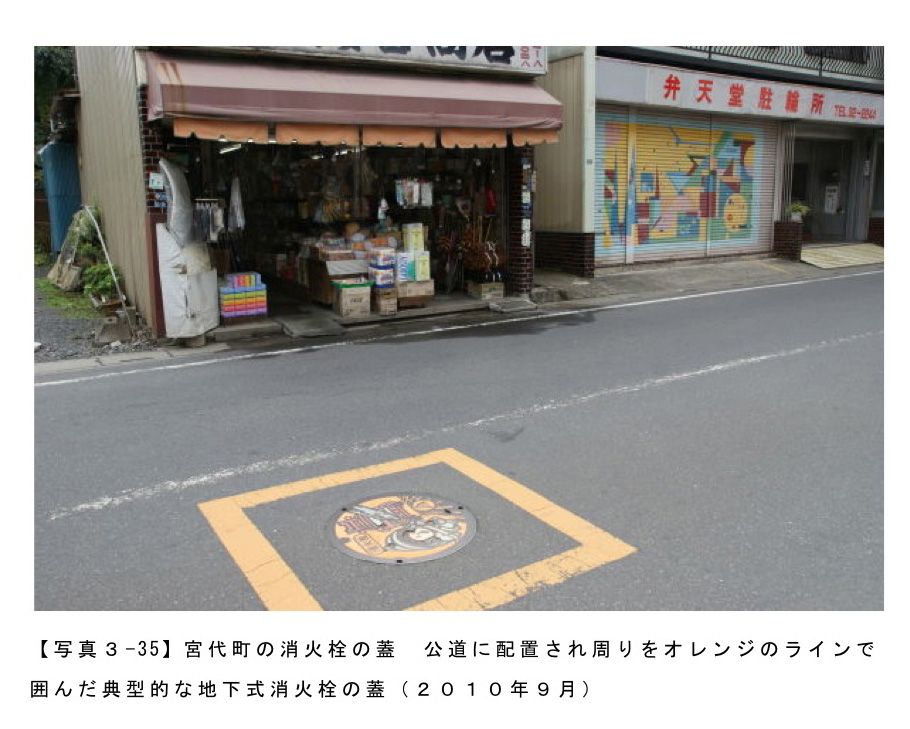 弁天堂駐輪所
【写真３-35】宮代町の消火栓の蓋　公道に配置され周りをオレンジのラインで
囲んだ典型的な地下式消火栓の蓋（２０１０年９月）